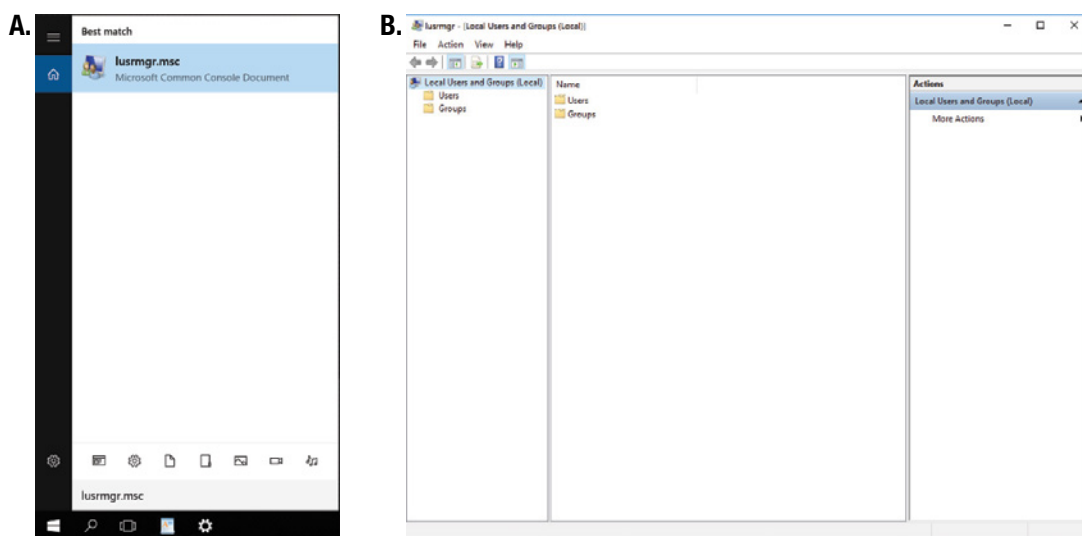 A.
Best match
lusrmgr.msc
Microsoft Common Console Document
lusrmgr.msc
B.
lusrmgr - [Local Users and Groups (Local)]
File Action View Help
Local Users and Groups (Local)
Users
Groups
Name
Users
Groups
Actions
Local Users and Groups (Local)
More Actions